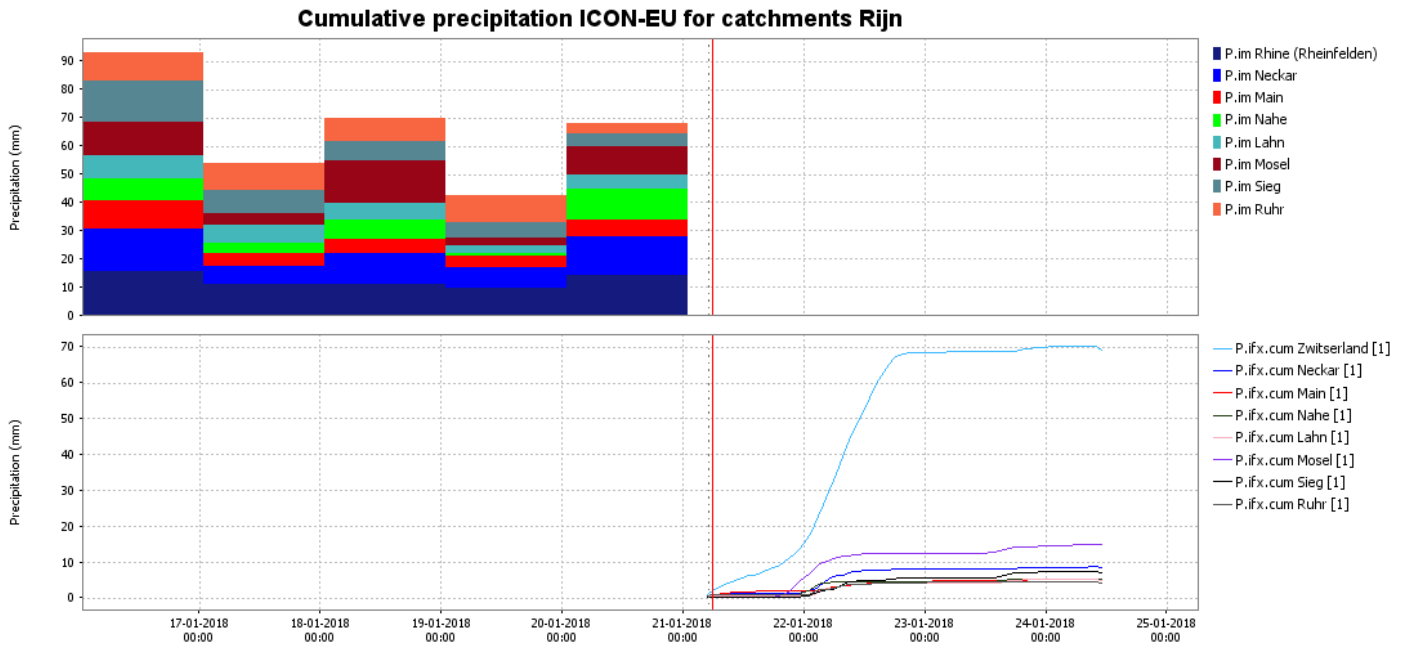 Cumulative precipitation ICON-EU for catchments Rijn
Precipitation (mm)
90
80
70
60
50
40
30
20
10
0
P.im Rhine (Rheinfelden)
P.im Neckar
P.im Main
P.im Nahe
P.im Lahn
P.im Mosel
P.im Sieg
P.im Ruhr
Precipitation (mm)
70
60
50
40
30
20
10
0
P.ifx.cum Zwitserland [1]
P.ifx.cum Neckar [1]
P.ifx.cum Main [1]
P.ifx.cum Nahe [1]
P.ifx.cum Lahn [1]
P.ifx.cum Mosel [1]
P.ifx.cum Sieg [1]
P.ifx.cum Ruhr [1]
17-01-2018 18-01-2018 19-01-2018 20-01-2018 21-01-2018 22-01-2018 23-01-2018 24-01-2018 25-01-2018
00:00 00:00 00:00 00:00 00:00 00:00 00:00 00:00 00:00